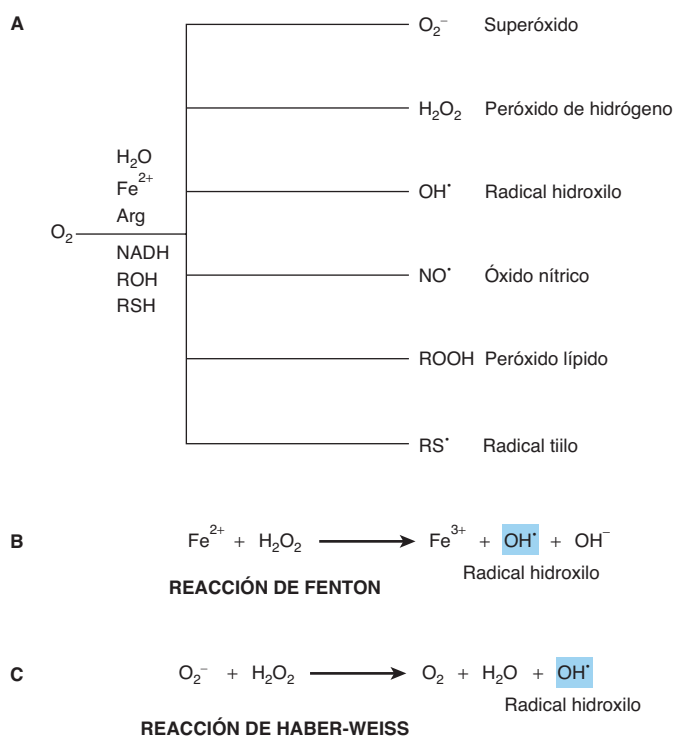 A
O₂⁻ Superóxido
H₂O₂ Peróxido de hidrógeno
H₂O
Fe²⁺
Arg
OH• Radical hidroxilo
O₂
NADH
ROH
RSH
NO• Óxido nítrico
ROOH Peróxido lípido
RS• Radical tiilo
B
Fe²⁺ + H₂O₂ ⟶ Fe³⁺ + OH• + OH⁻
Radical hidroxilo
REACCIÓN DE FENTON
C
O₂⁻ + H₂O₂ ⟶ O₂ + H₂O + OH•
Radical hidroxilo
REACCIÓN DE HABER-WEISS